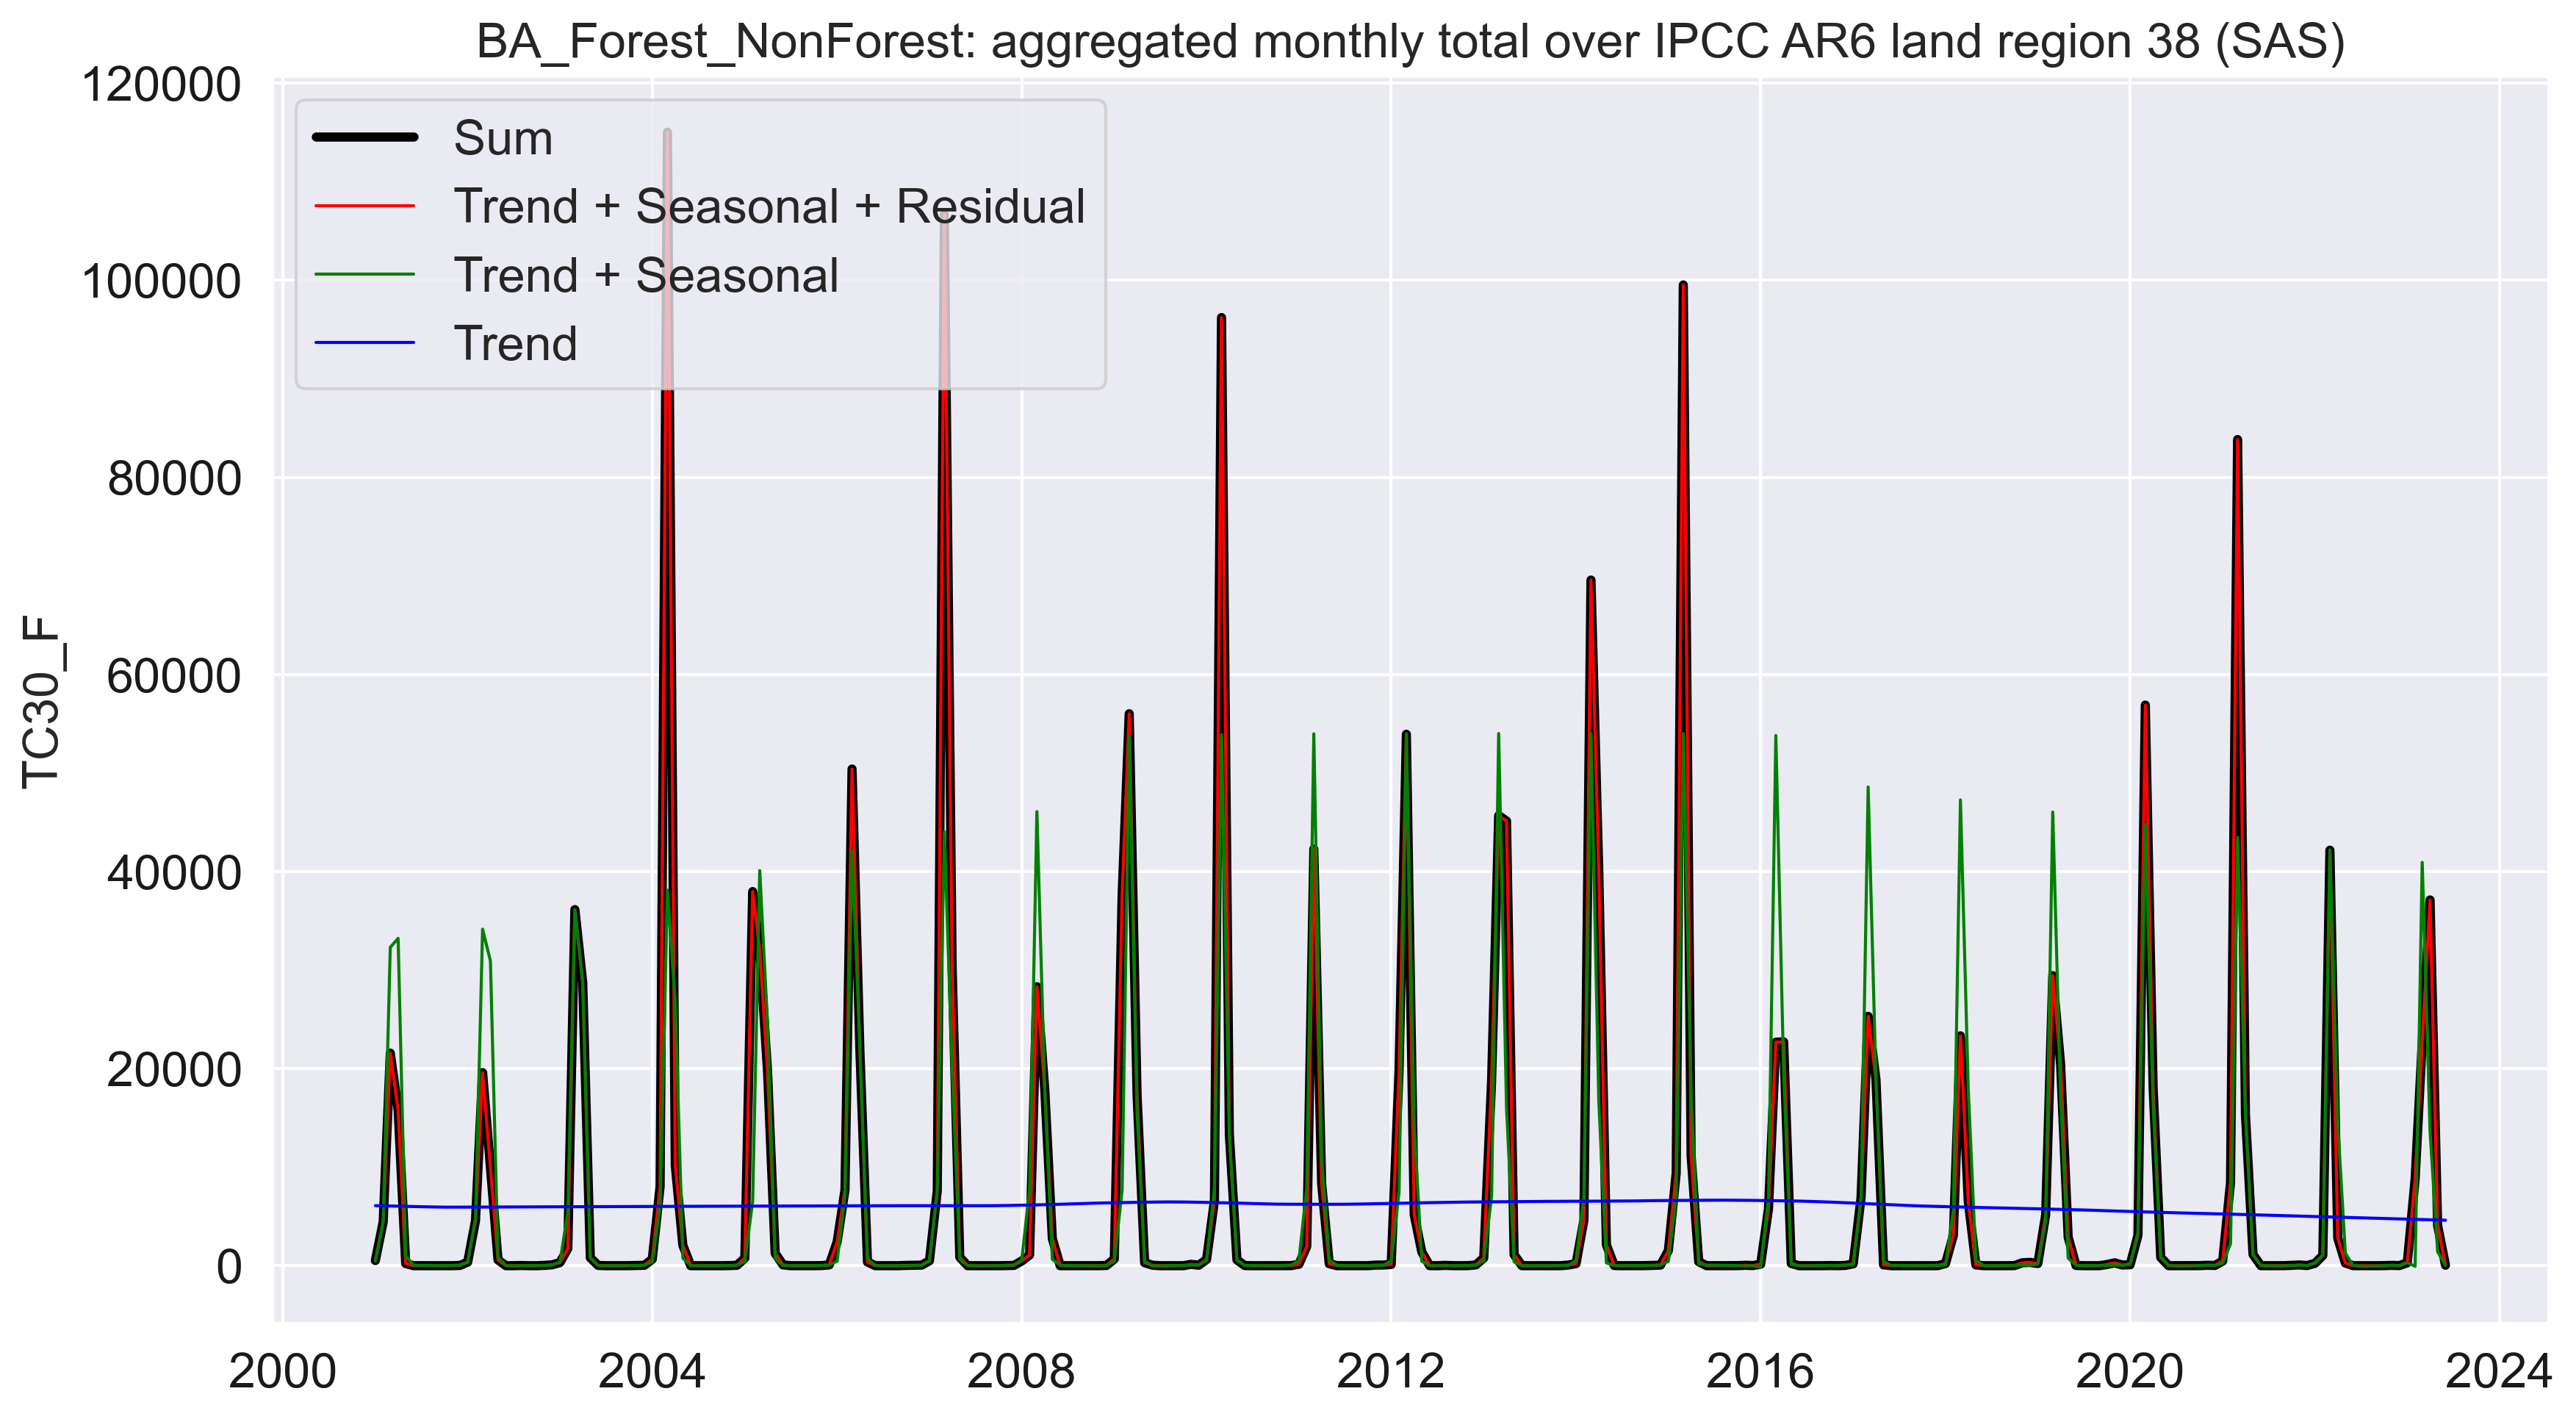 BA_Forest_NonForest: aggregated monthly total over IPCC AR6 land region 38 (SAS)
120000
100000
80000
60000
40000
20000
0
TC30_F
Sum
Trend + Seasonal + Residual
Trend + Seasonal
Trend
2000 2004 2008 2012 2016 2020 2024